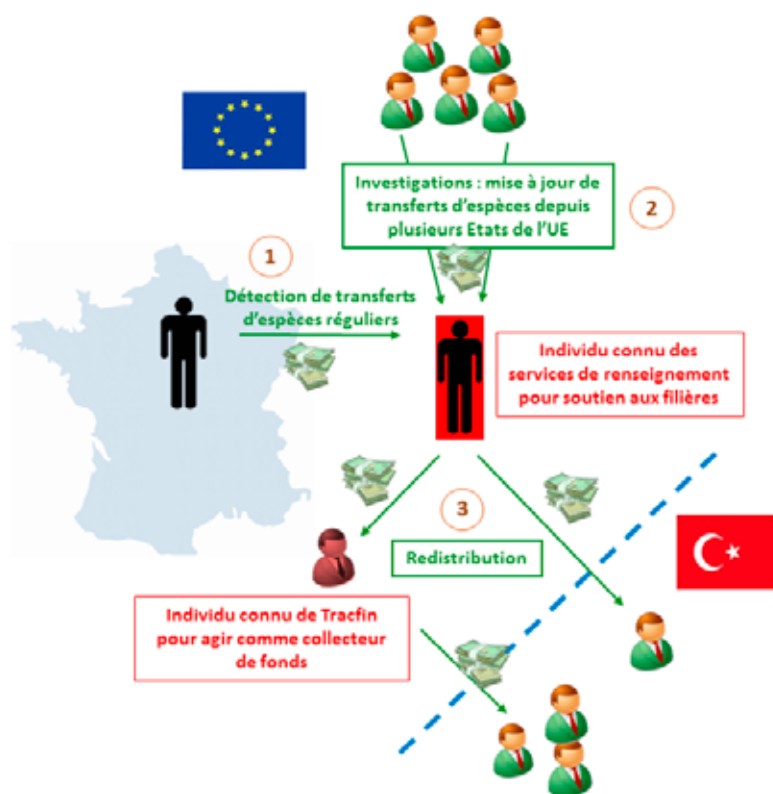 Investigations : mise à jour de
transferts d'espèces depuis
plusieurs Etats de l'UE
2
1
Détection de transferts
d'espèces réguliers
Individu connu des
services de renseignement
pour soutien aux filières
3
Redistribution
Individu connu de Tracfin
pour agir comme collecteur
de fonds